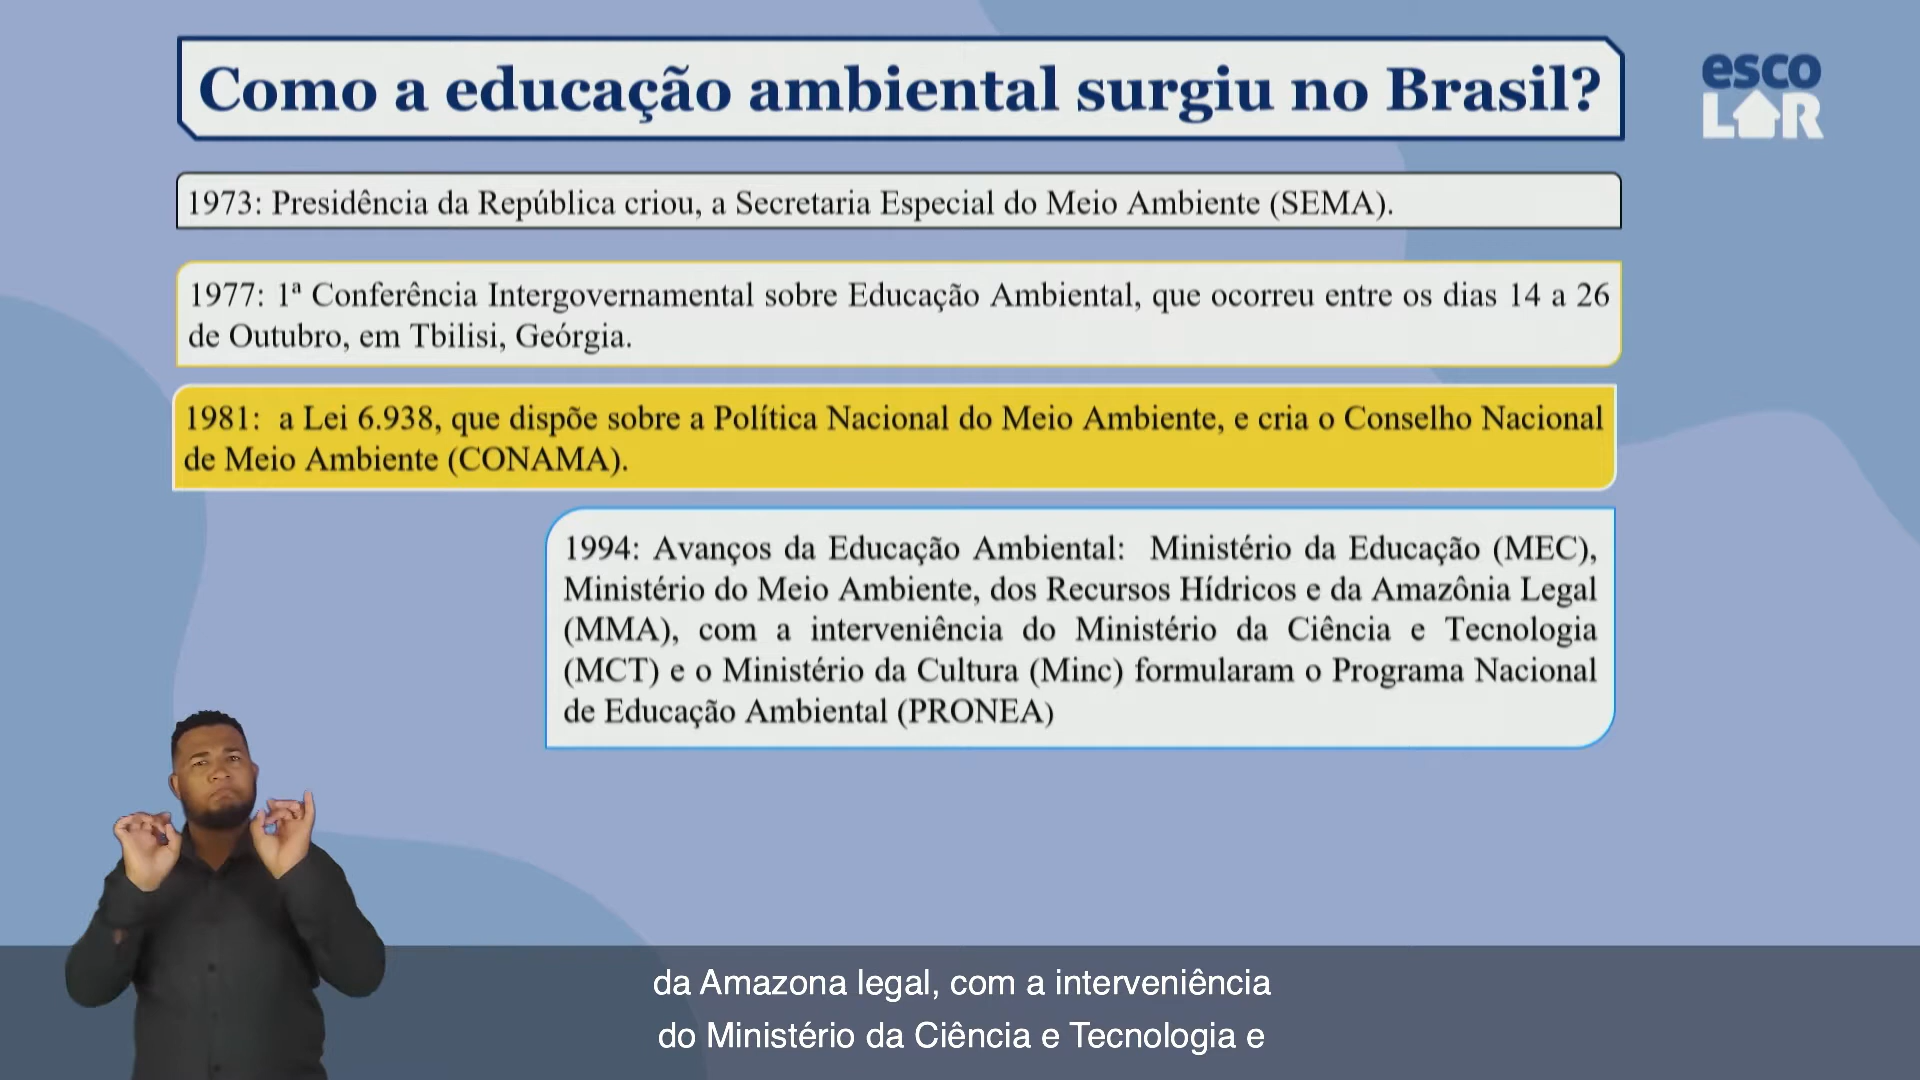 Como a educação ambiental surgiu no Brasil?
esco
LAR
1973: Presidência da República criou, a Secretaria Especial do Meio Ambiente (SEMA).
1977: 1ª Conferência Intergovernamental sobre Educação Ambiental, que ocorreu entre os dias 14 a 26
de Outubro, em Tbilisi, Geórgia.
1981:  a Lei 6.938, que dispõe sobre a Política Nacional do Meio Ambiente, e cria o Conselho Nacional
de Meio Ambiente (CONAMA).
1994: Avanços da Educação Ambiental:  Ministério da Educação (MEC),
Ministério do Meio Ambiente, dos Recursos Hídricos e da Amazônia Legal
(MMA), com a interveniência do Ministério da Ciência e Tecnologia
(MCT) e o Ministério da Cultura (Minc) formularam o Programa Nacional
de Educação Ambiental (PRONEA)
da Amazona legal, com a interveniência
do Ministério da Ciência e Tecnologia e